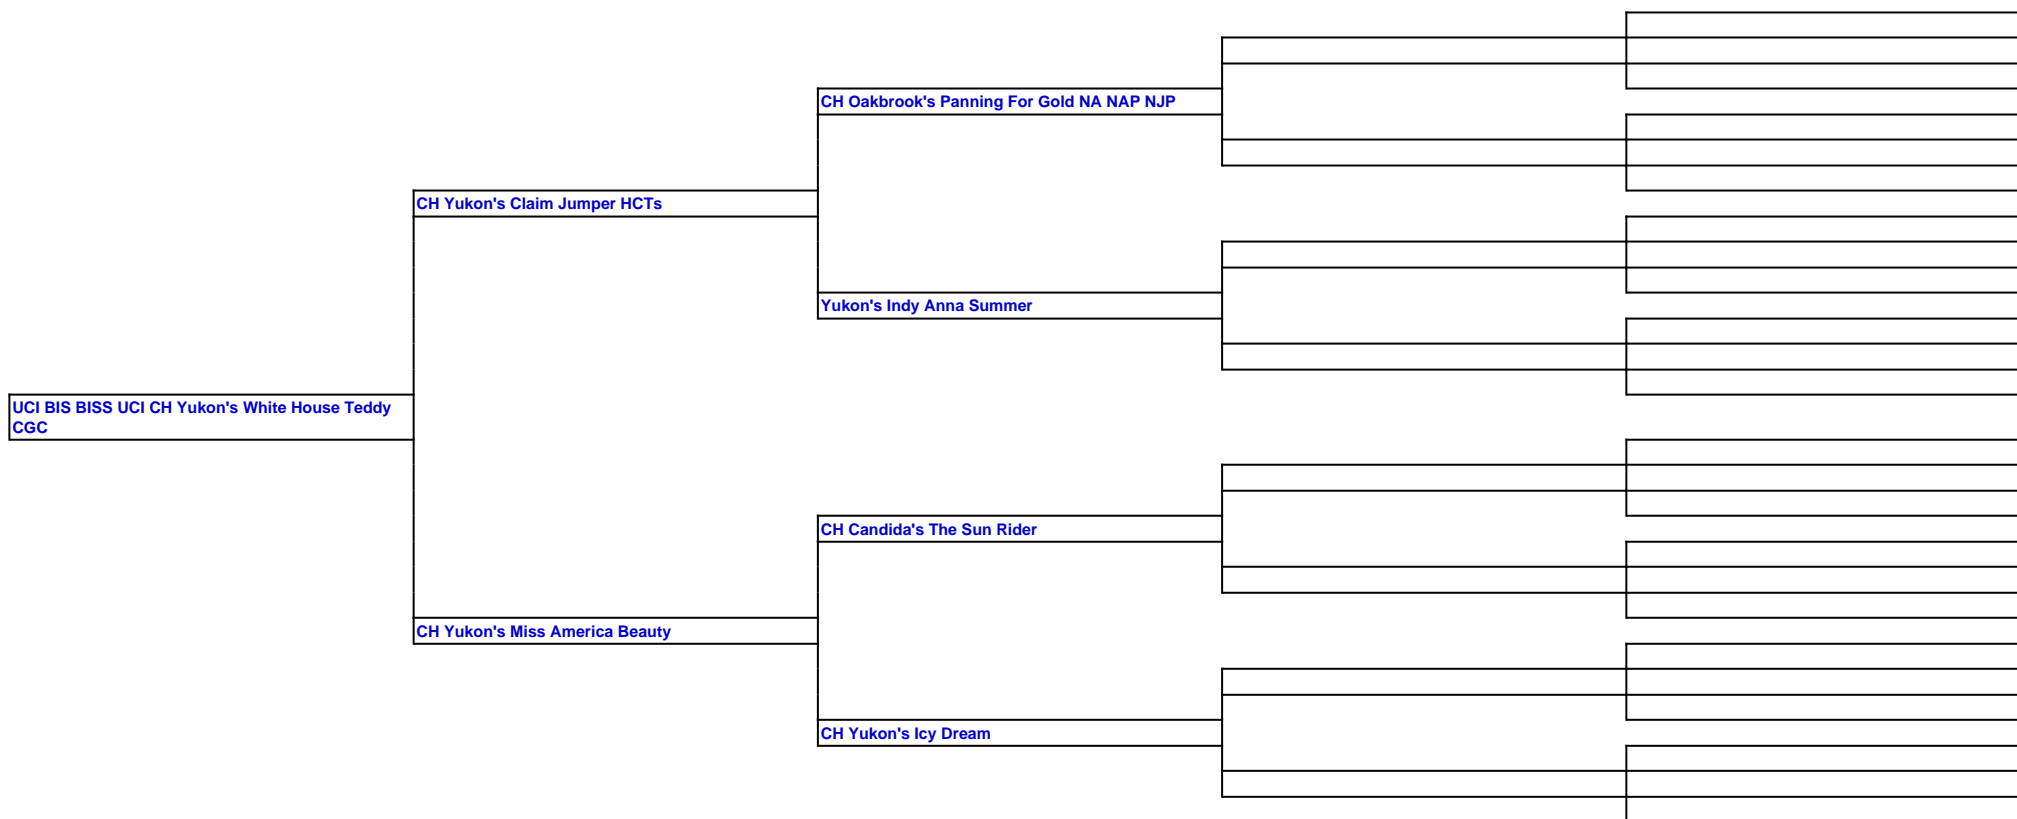 CH Oakbrook's Panning For Gold NA NAP NJP
CH Yukon's Claim Jumper HCTs
Yukon's Indy Anna Summer
UCI BIS BISS UCI CH Yukon's White House Teddy
CGC
CH Candida's The Sun Rider
CH Yukon's Miss America Beauty
CH Yukon's Icy Dream